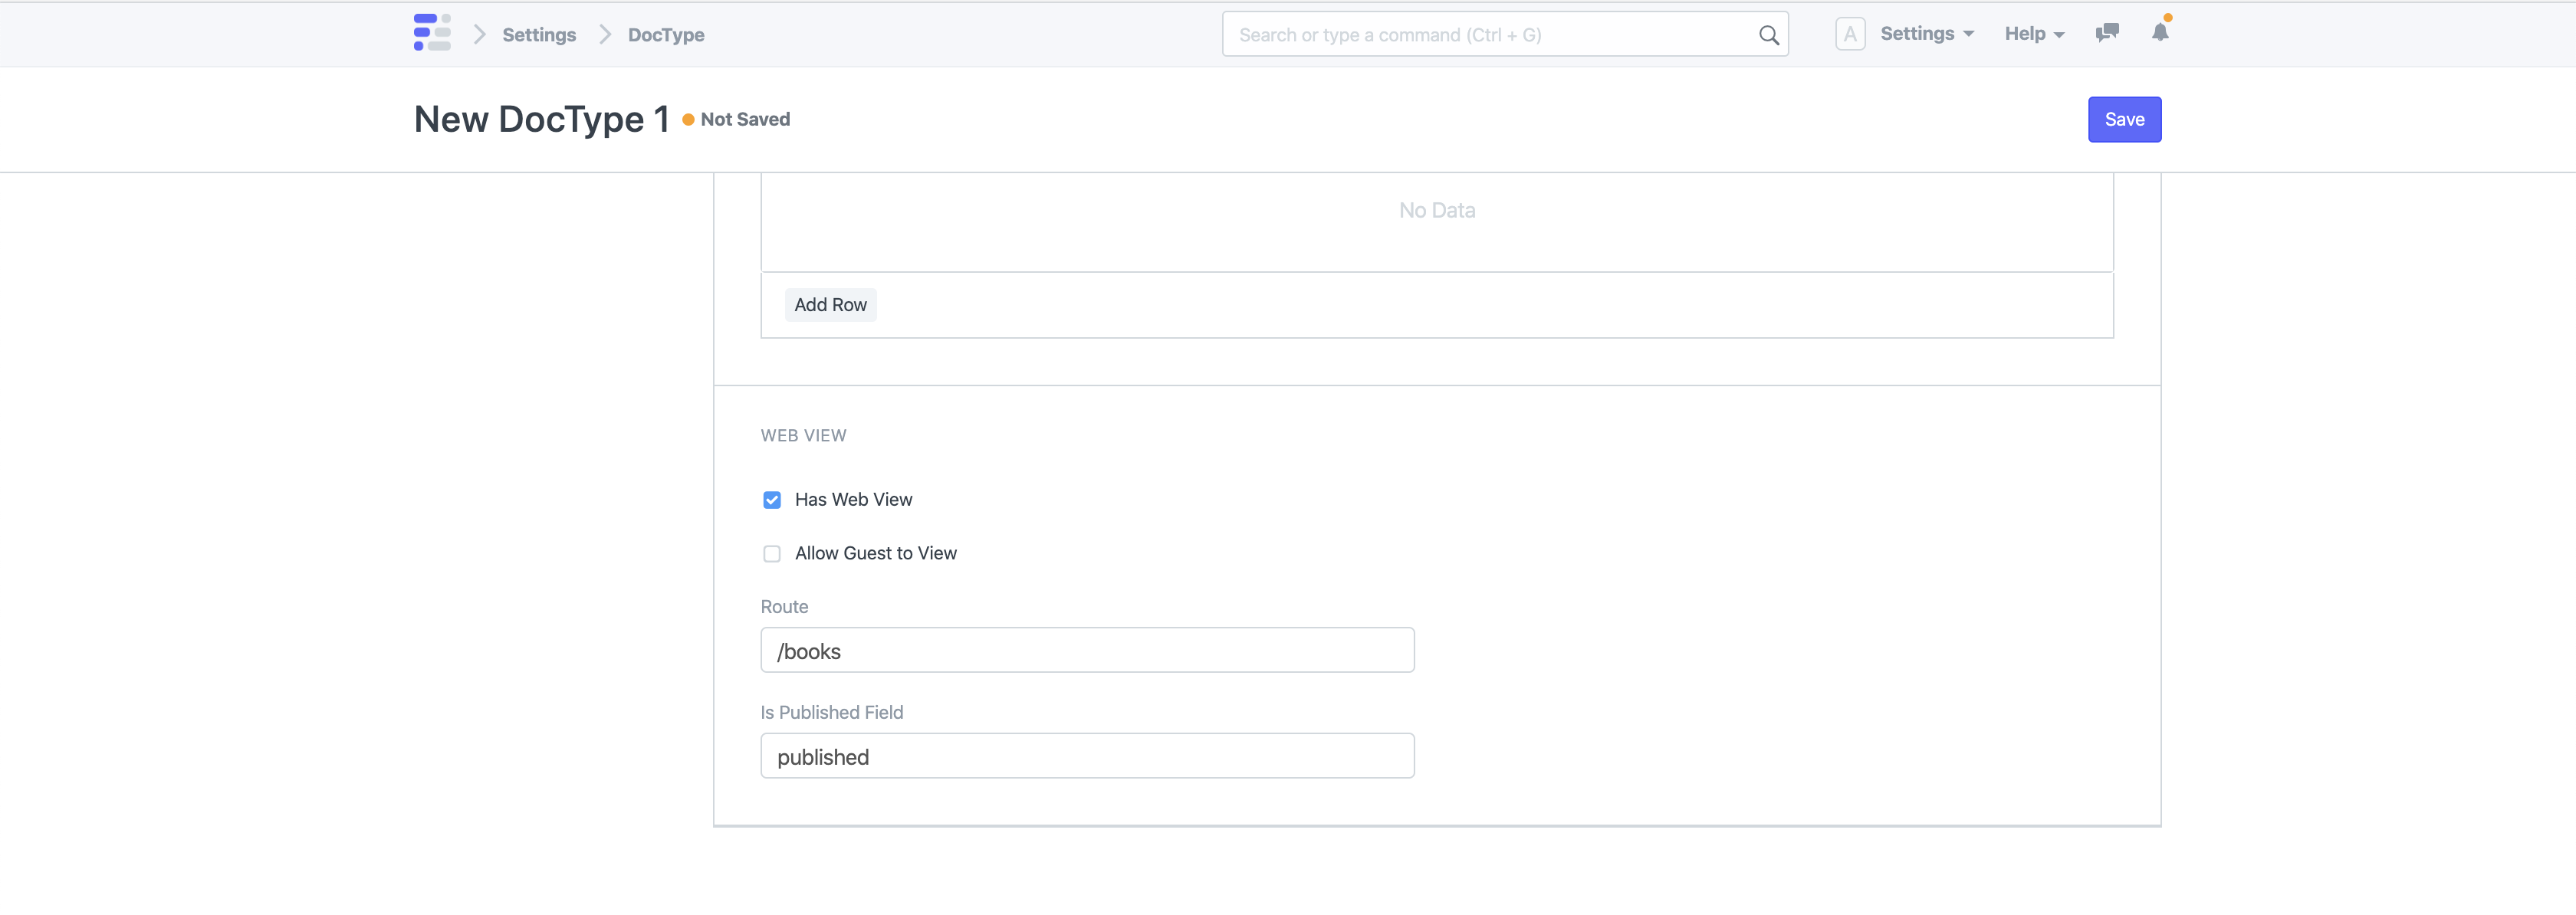 Settings DocType Search or type a command (Ctrl + G) A Settings Help
New DocType 1 Not Saved Save
No Data
Add Row
WEB VIEW
Has Web View
Allow Guest to View
Route
/books
Is Published Field
published